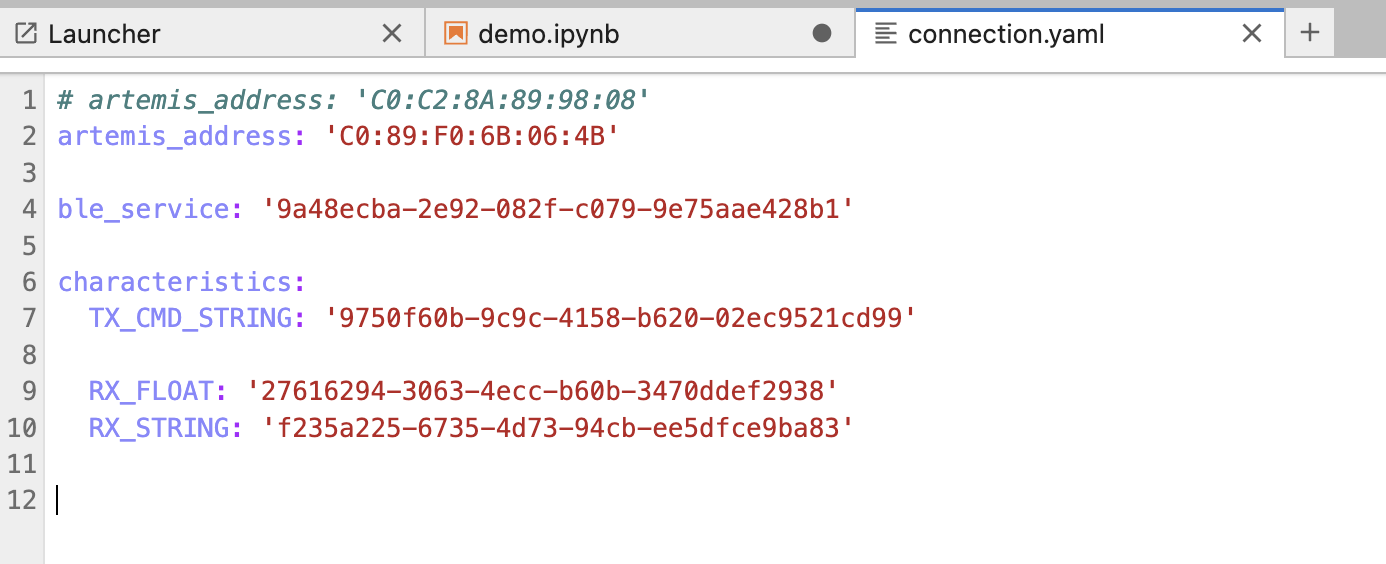 Launcher
demo.ipynb
connection.yaml
1 # artemis_address: 'C0:C2:8A:89:98:08'
2 artemis_address: 'C0:89:F0:6B:06:4B'
3
4 ble_service: '9a48ecba-2e92-082f-c079-9e75aae428b1'
5
6 characteristics:
7   TX_CMD_STRING: '9750f60b-9c9c-4158-b620-02ec9521cd99'
8
9   RX_FLOAT: '27616294-3063-4ecc-b60b-3470ddef2938'
10   RX_STRING: 'f235a225-6735-4d73-94cb-ee5dfce9ba83'
11
12